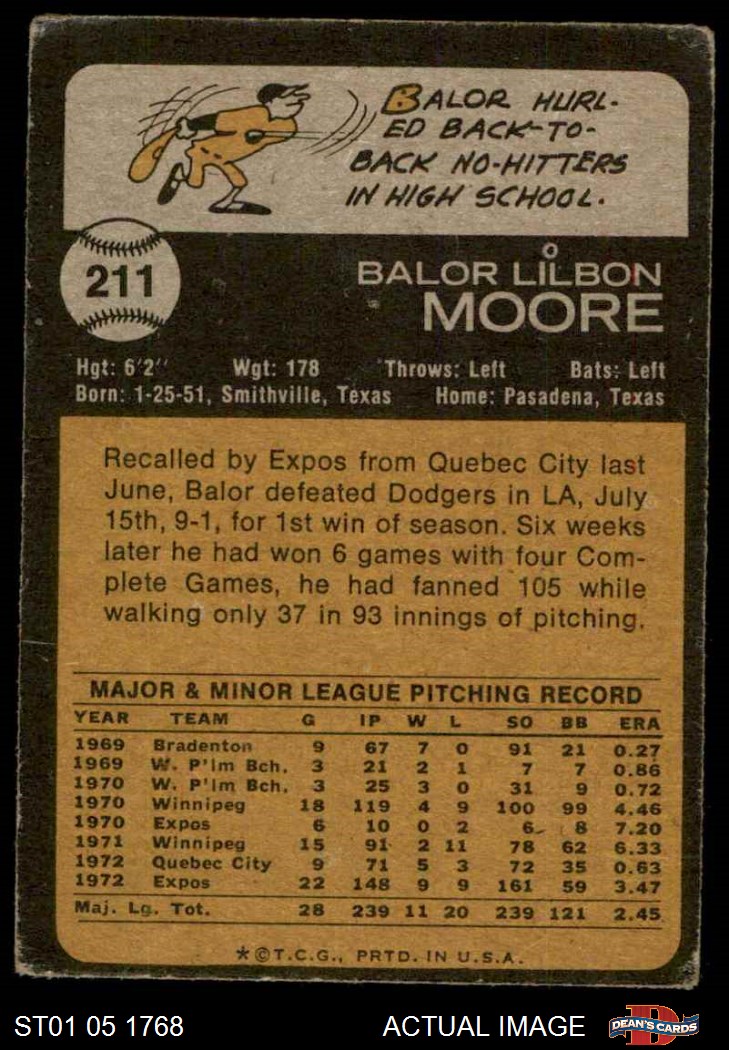 BALOR HURL-
ED BACK-TO-
BACK NO-HITTERS
IN HIGH SCHOOL.
211
BALOR LILBON
MOORE
Hgt: 6'2" Wgt: 178 Throws: Left Bats: Left
Born: 1-25-51, Smithville, Texas Home: Pasadena, Texas
Recalled by Expos from Quebec City last
June, Balor defeated Dodgers in LA, July
15th, 9-1, for 1st win of season. Six weeks
later he had won 6 games with four Com-
plete Games, he had fanned 105 while
walking only 37 in 93 innings of pitching.
MAJOR & MINOR LEAGUE PITCHING RECORD
YEAR TEAM G IP W L SO BB ERA
1969 Bradenton 9 67 7 0 91 21 0.27
1969 W. P'lm Bch. 3 21 2 1 7 7 0.86
1970 W. P'lm Bch. 3 25 3 0 31 9 0.72
1970 Winnipeg 18 119 4 9 100 99 4.46
1970 Expos 6 10 0 2 6 8 7.20
1971 Winnipeg 15 91 2 11 78 62 6.33
1972 Quebec City 9 71 5 3 72 35 0.63
1972 Expos 22 148 9 9 161 59 3.47
Maj. Lg. Tot. 28 239 11 20 239 121 2.45
*©T.C.G., PRTD. IN U.S.A.
ST01 05 1768 ACTUAL IMAGE DEAN'S CARDS